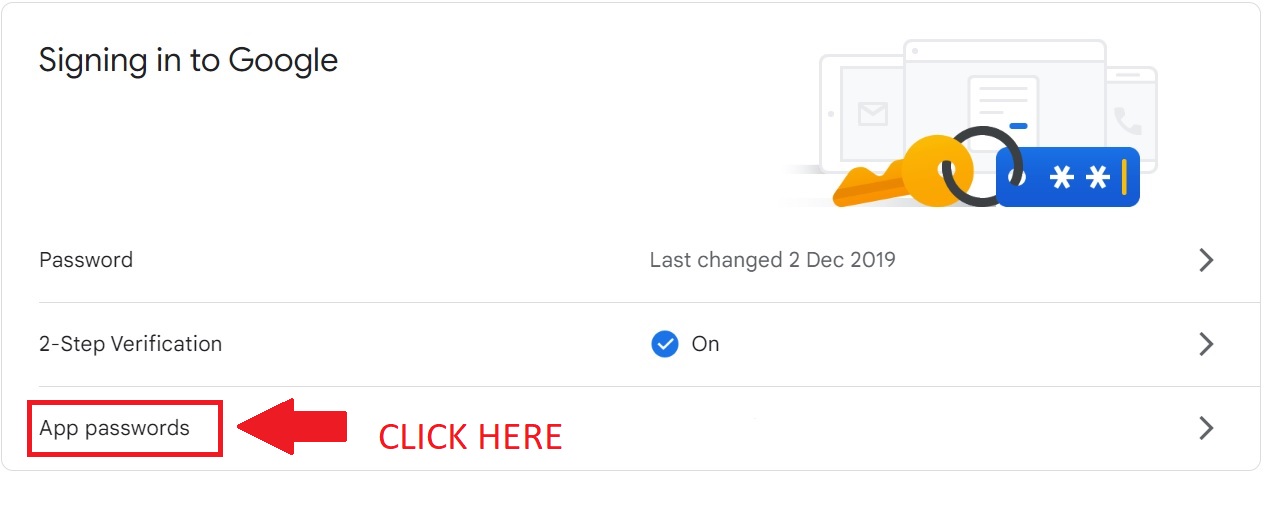 Signing in to Google
**
Password Last changed 2 Dec 2019
2-Step Verification On
App passwords CLICK HERE